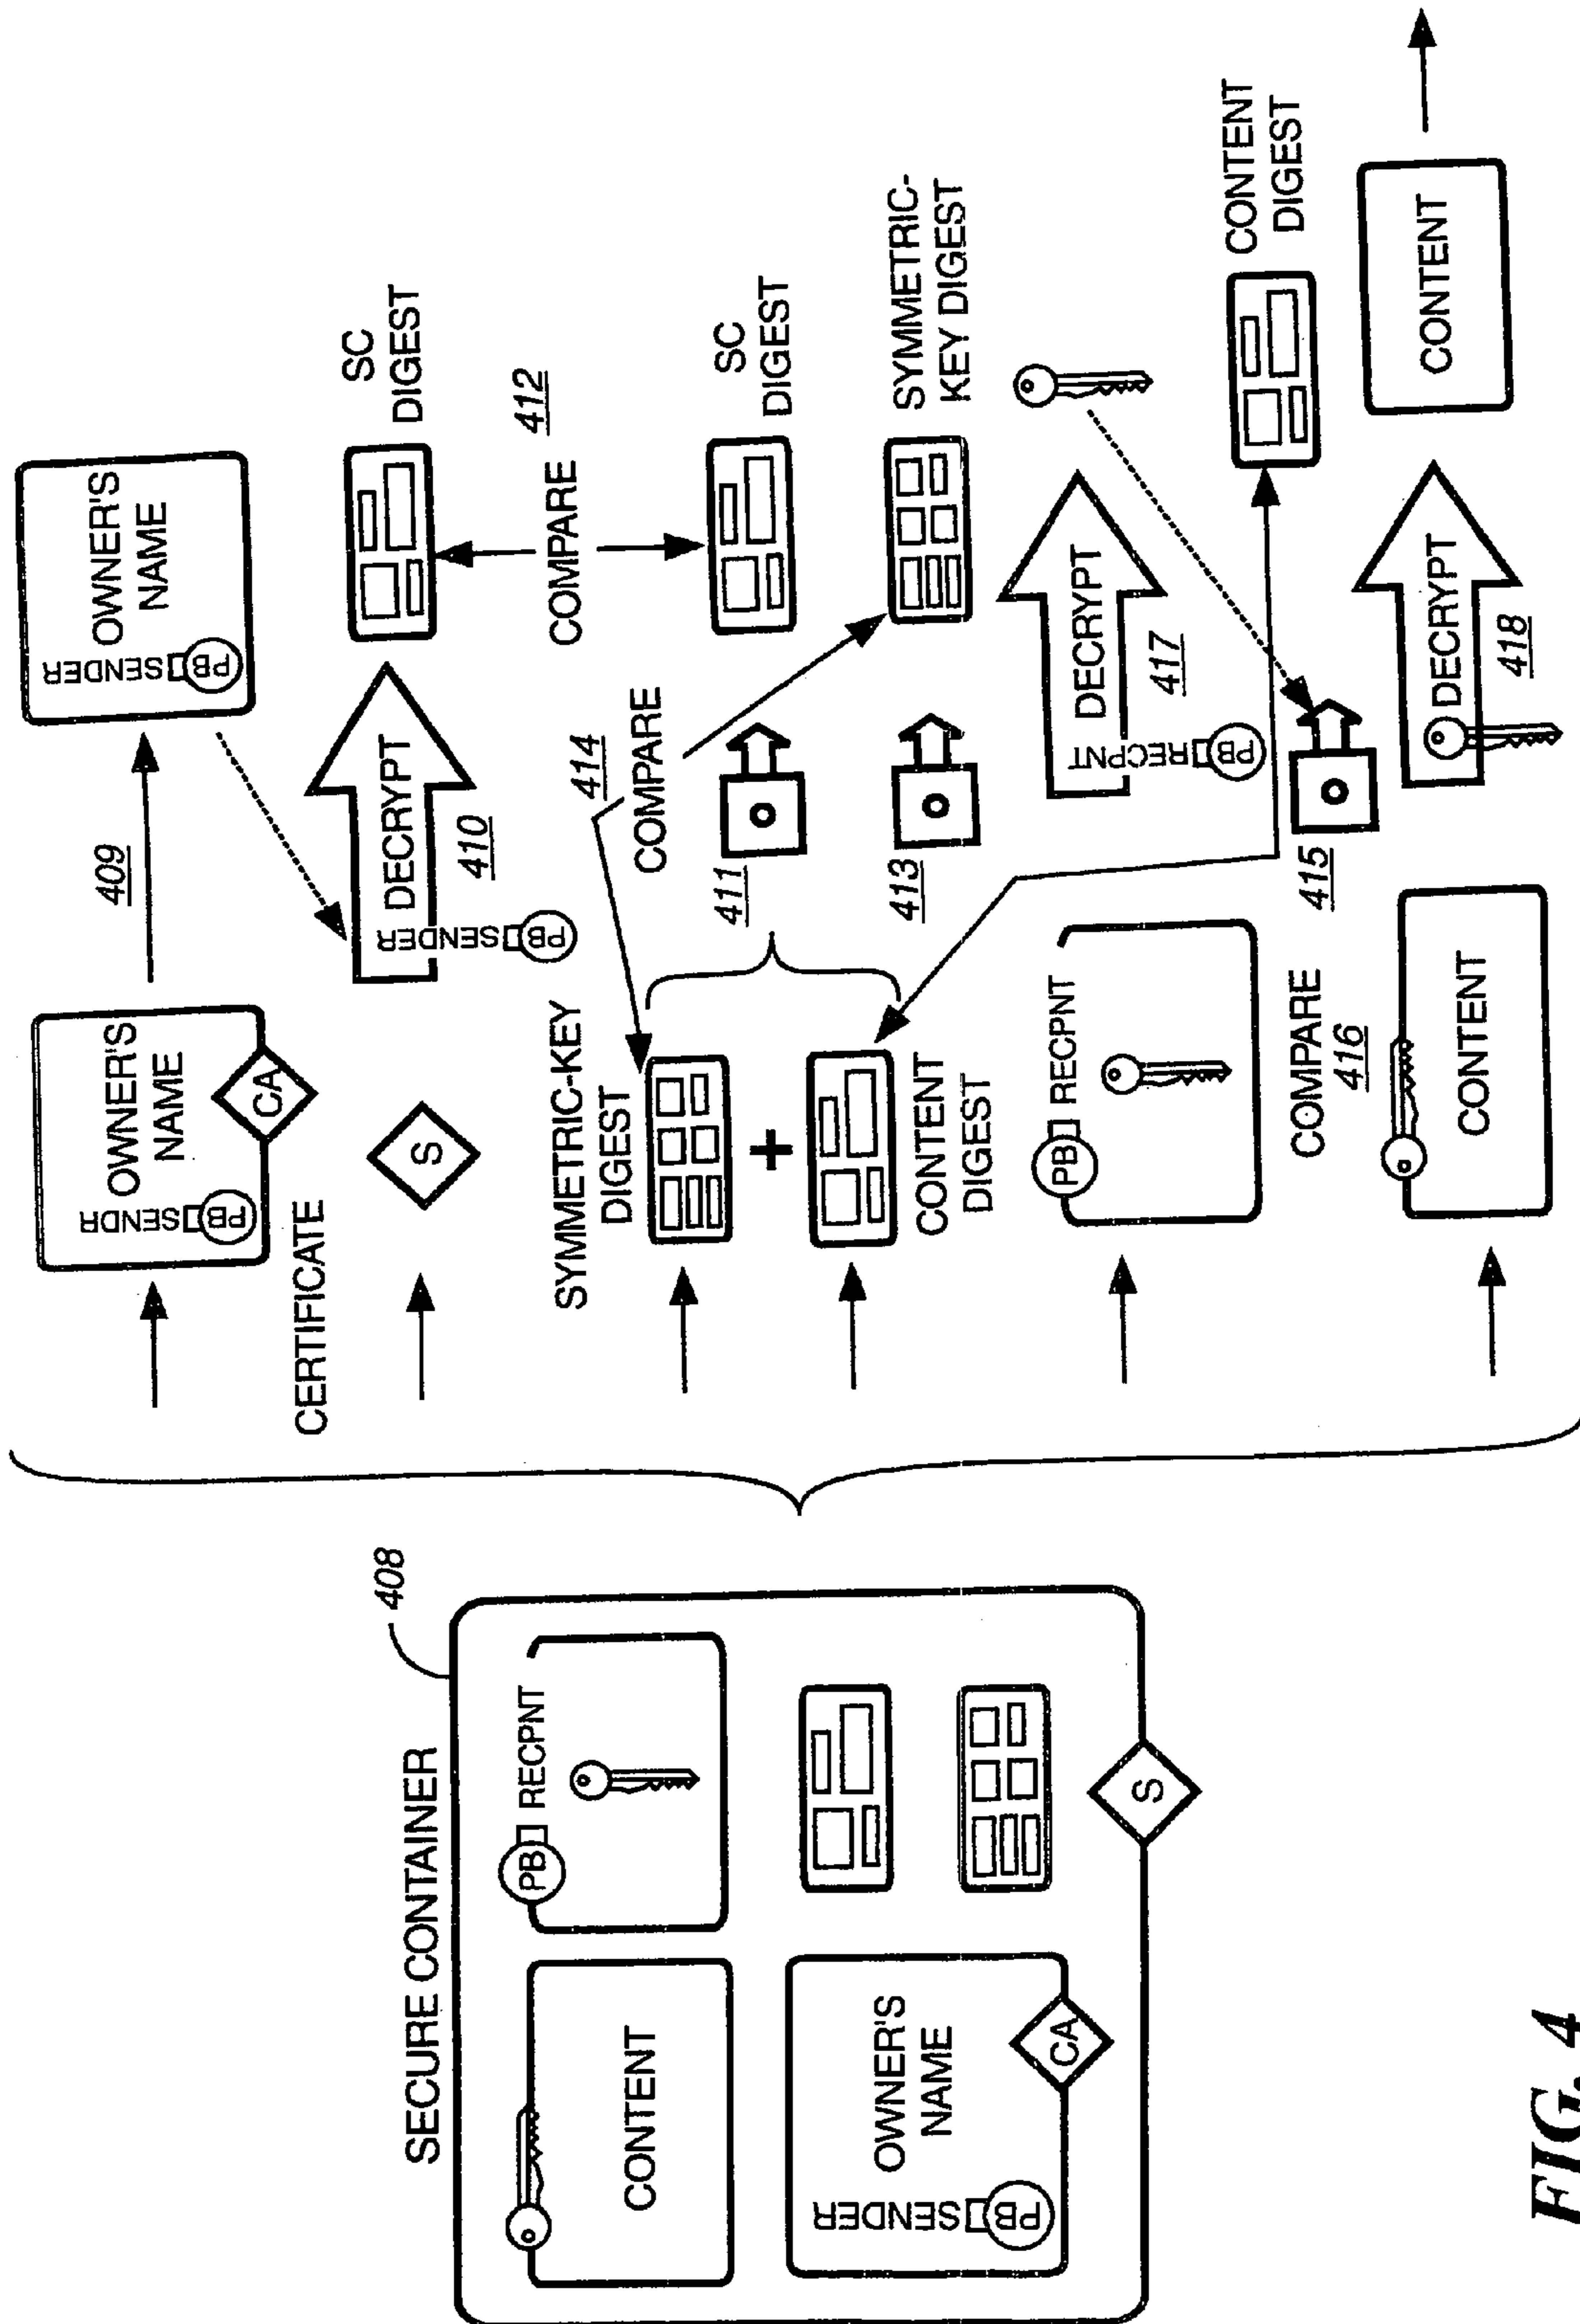 SECURE CONTAINER
408
CONTENT
PB RECPNT
SENDER
PB
OWNER'S
NAME
CA
S
SENDR
PB
OWNER'S
NAME
CA
CERTIFICATE
409
SENDER
PB
OWNER'S
NAME
S
SENDER
PB
DECRYPT
410
SC
DIGEST
COMPARE
412
SYMMETRIC-KEY
DIGEST
+
CONTENT
DIGEST
414
COMPARE
411
SC
DIGEST
413
SYMMETRIC-
KEY DIGEST
PB RECPNT
RECPNT
PB
DECRYPT
417
COMPARE
416
415
CONTENT
DIGEST
CONTENT
DECRYPT
418
CONTENT
FIG. 4